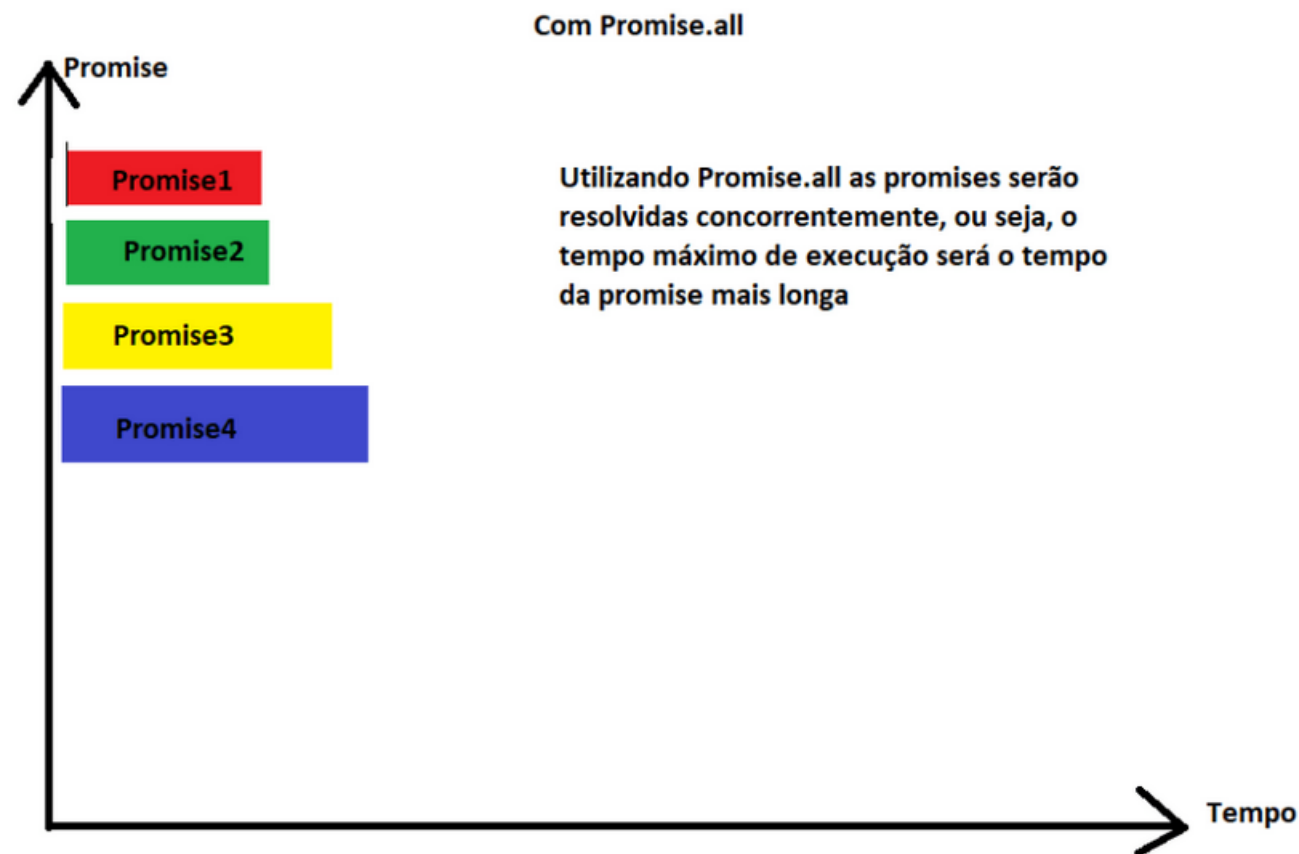 Com Promise.all
Promise
Promise1
Promise2
Promise3
Promise4
Utilizando Promise.all as promises serão
resolvidas concorrentemente, ou seja, o
tempo máximo de execução será o tempo
da promise mais longa
Tempo